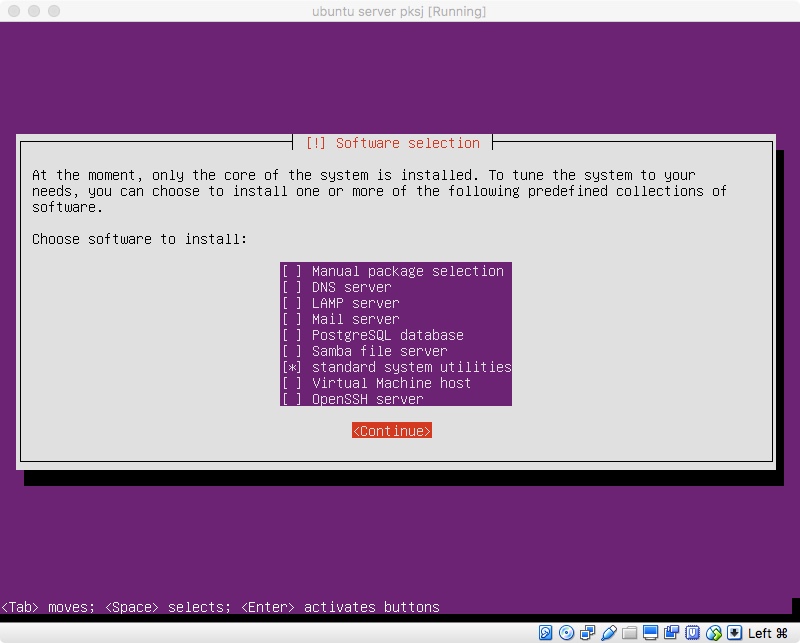 ubuntu server pksj [Running]
[!] Software selection
At the moment, only the core of the system is installed. To tune the system to your
needs, you can choose to install one or more of the following predefined collections of
software.
Choose software to install:
[ ] Manual package selection
[ ] DNS server
[ ] LAMP server
[ ] Mail server
[ ] PostgreSQL database
[ ] Samba file server
[*] standard system utilities
[ ] Virtual Machine host
[ ] OpenSSH server
<Continue>
<Tab> moves; <Space> selects; <Enter> activates buttons
Left ⌘